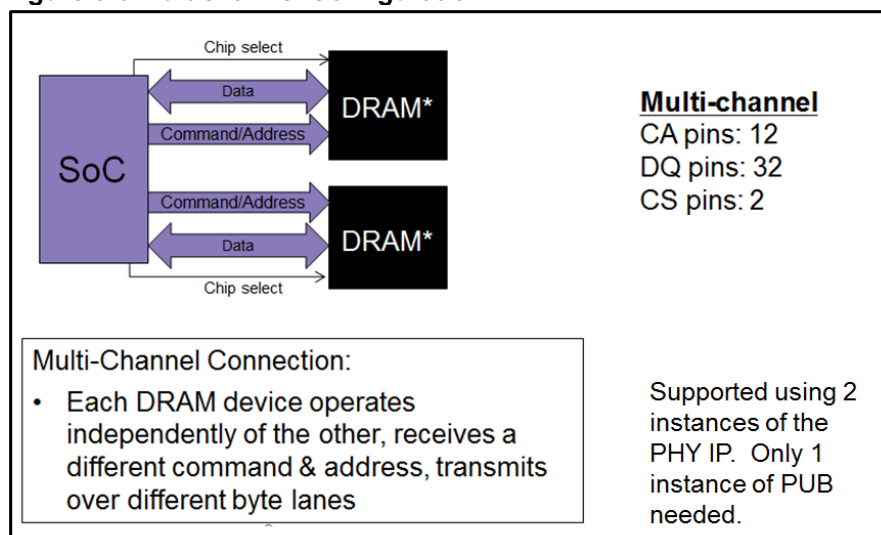 Chip select
Data
DRAM*
Command/Address
SoC
Command/Address
Data
DRAM*
Chip select
Multi-channel
CA pins: 12
DQ pins: 32
CS pins: 2
Multi-Channel Connection:
• Each DRAM device operates
independently of the other, receives a
different command & address, transmits
over different byte lanes
Supported using 2
instances of the
PHY IP. Only 1
instance of PUB
needed.